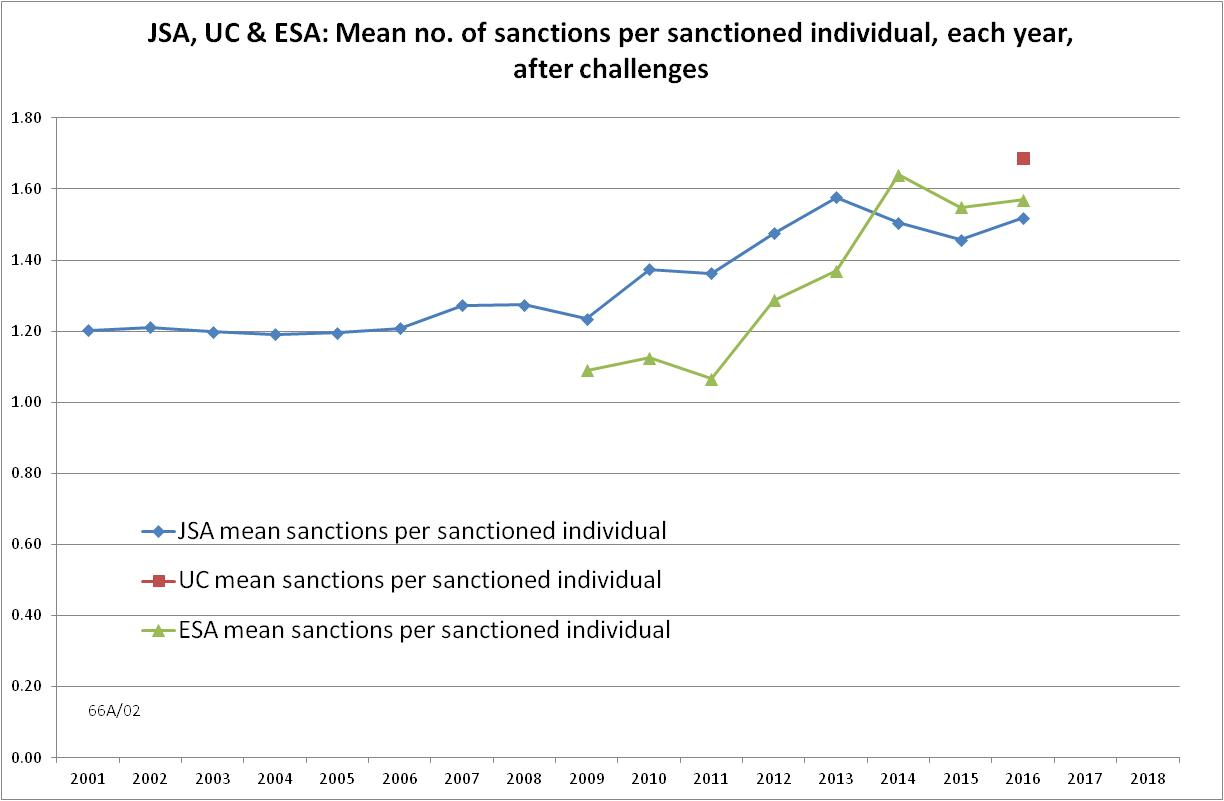 JSA, UC & ESA: Mean no. of sanctions per sanctioned individual, each year,
after challenges
1.80
1.60
1.40
1.20
1.00
0.80
0.60
0.40
0.20
0.00
JSA mean sanctions per sanctioned individual
UC mean sanctions per sanctioned individual
ESA mean sanctions per sanctioned individual
66A/02
2001 2002 2003 2004 2005 2006 2007 2008 2009 2010 2011 2012 2013 2014 2015 2016 2017 2018